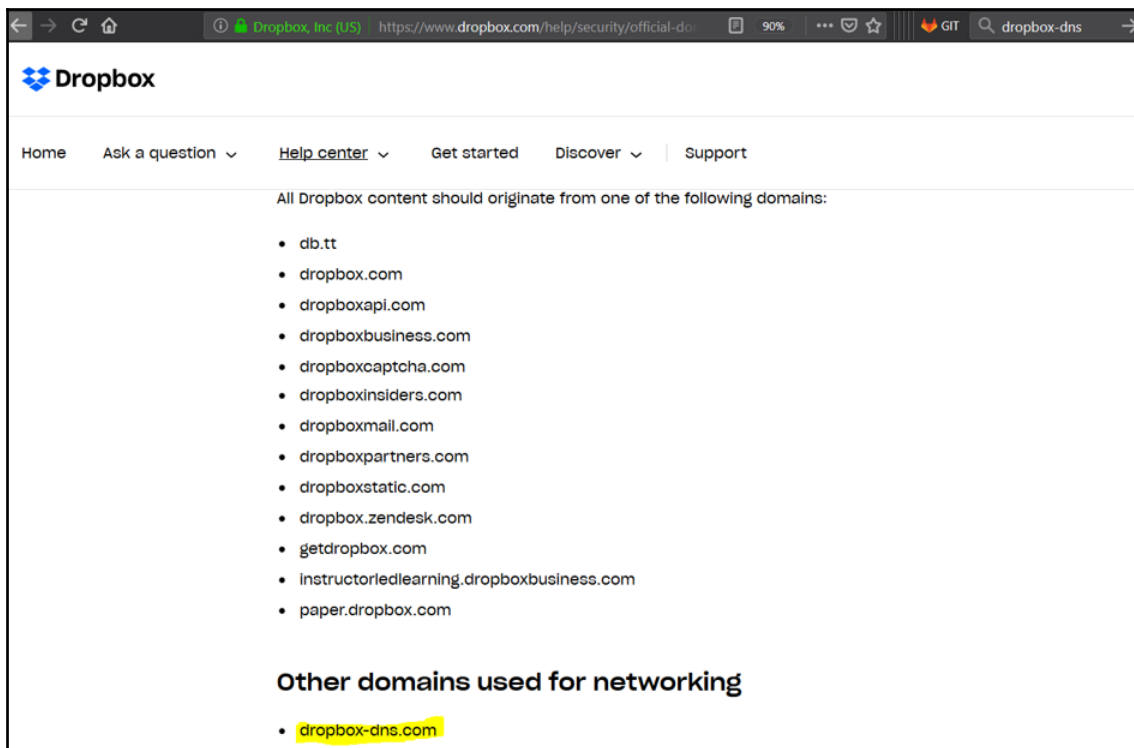 Dropbox, Inc (US) https://www.dropbox.com/help/security/official-do 90% GIT dropbox-dns
Dropbox
Home Ask a question Help center Get started Discover Support
All Dropbox content should originate from one of the following domains:
• db.tt
• dropbox.com
• dropboxapi.com
• dropboxbusiness.com
• dropboxcaptcha.com
• dropboxinsiders.com
• dropboxmail.com
• dropboxpartners.com
• dropboxstatic.com
• dropbox.zendesk.com
• getdropbox.com
• instructorledlearning.dropboxbusiness.com
• paper.dropbox.com
Other domains used for networking
• dropbox-dns.com